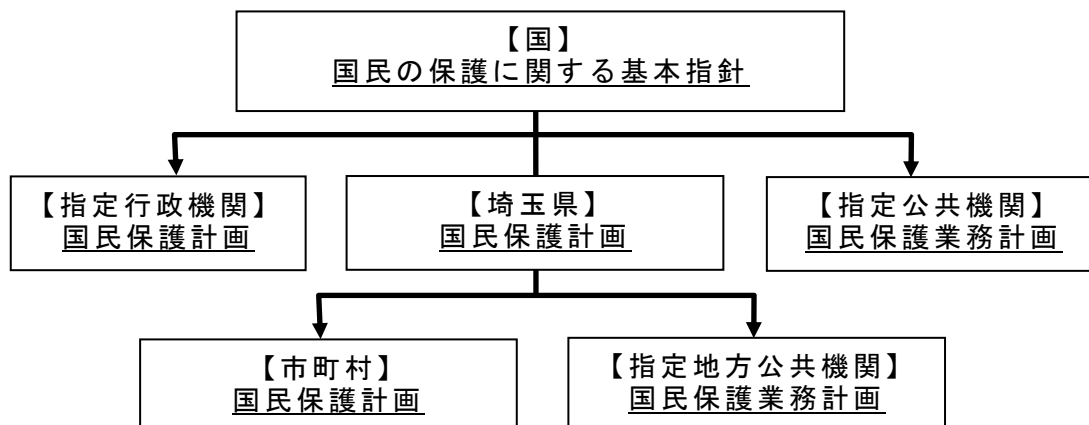 【国】
国民の保護に関する基本指針
【指定行政機関】
国民保護計画
【埼玉県】
国民保護計画
【指定公共機関】
国民保護業務計画
【市町村】
国民保護計画
【指定地方公共機関】
国民保護業務計画